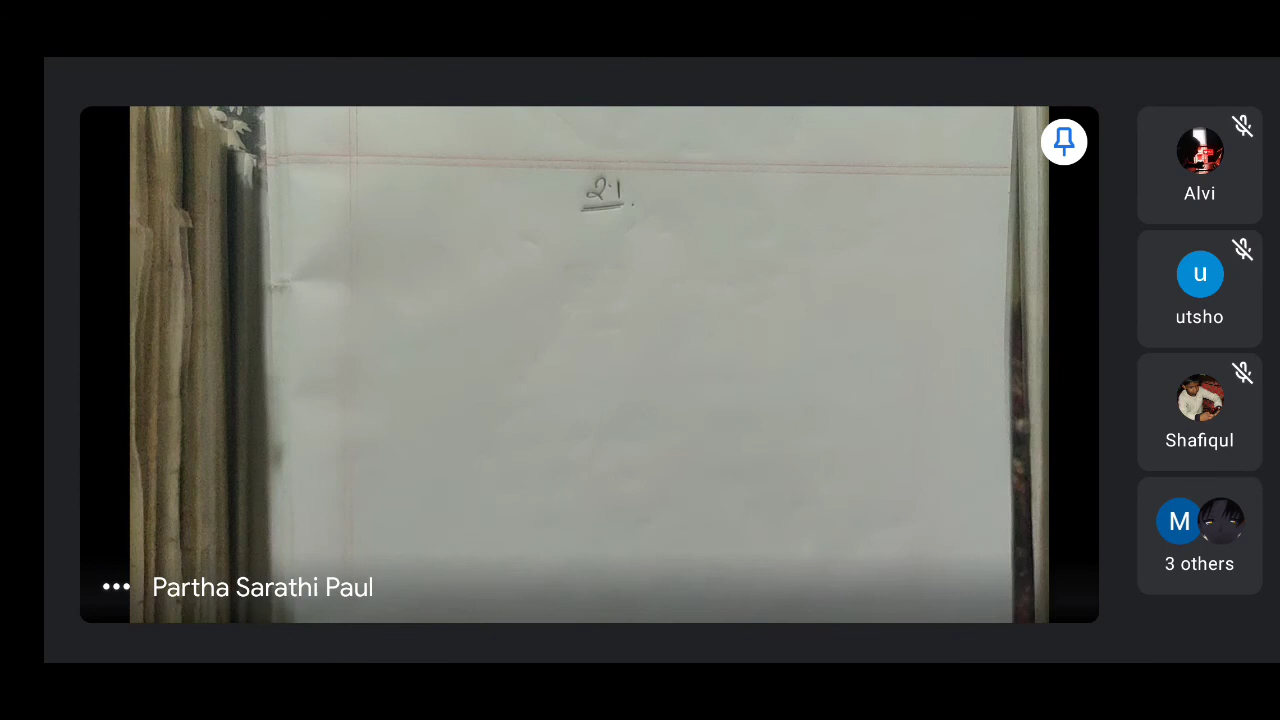 2.1.
Alvi
utsho
Shafiqul
3 others
Partha Sarathi Paul
u
M